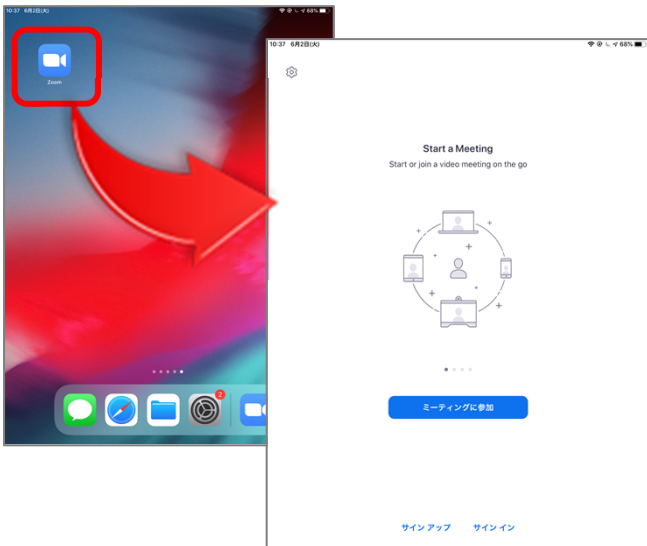 10:37 6月2日(火)
68%
Zoom
2
10:37 6月2日(火)
68%
Start a Meeting
Start or join a video meeting on the go
ミーティングに参加
サイン アップ サイン イン